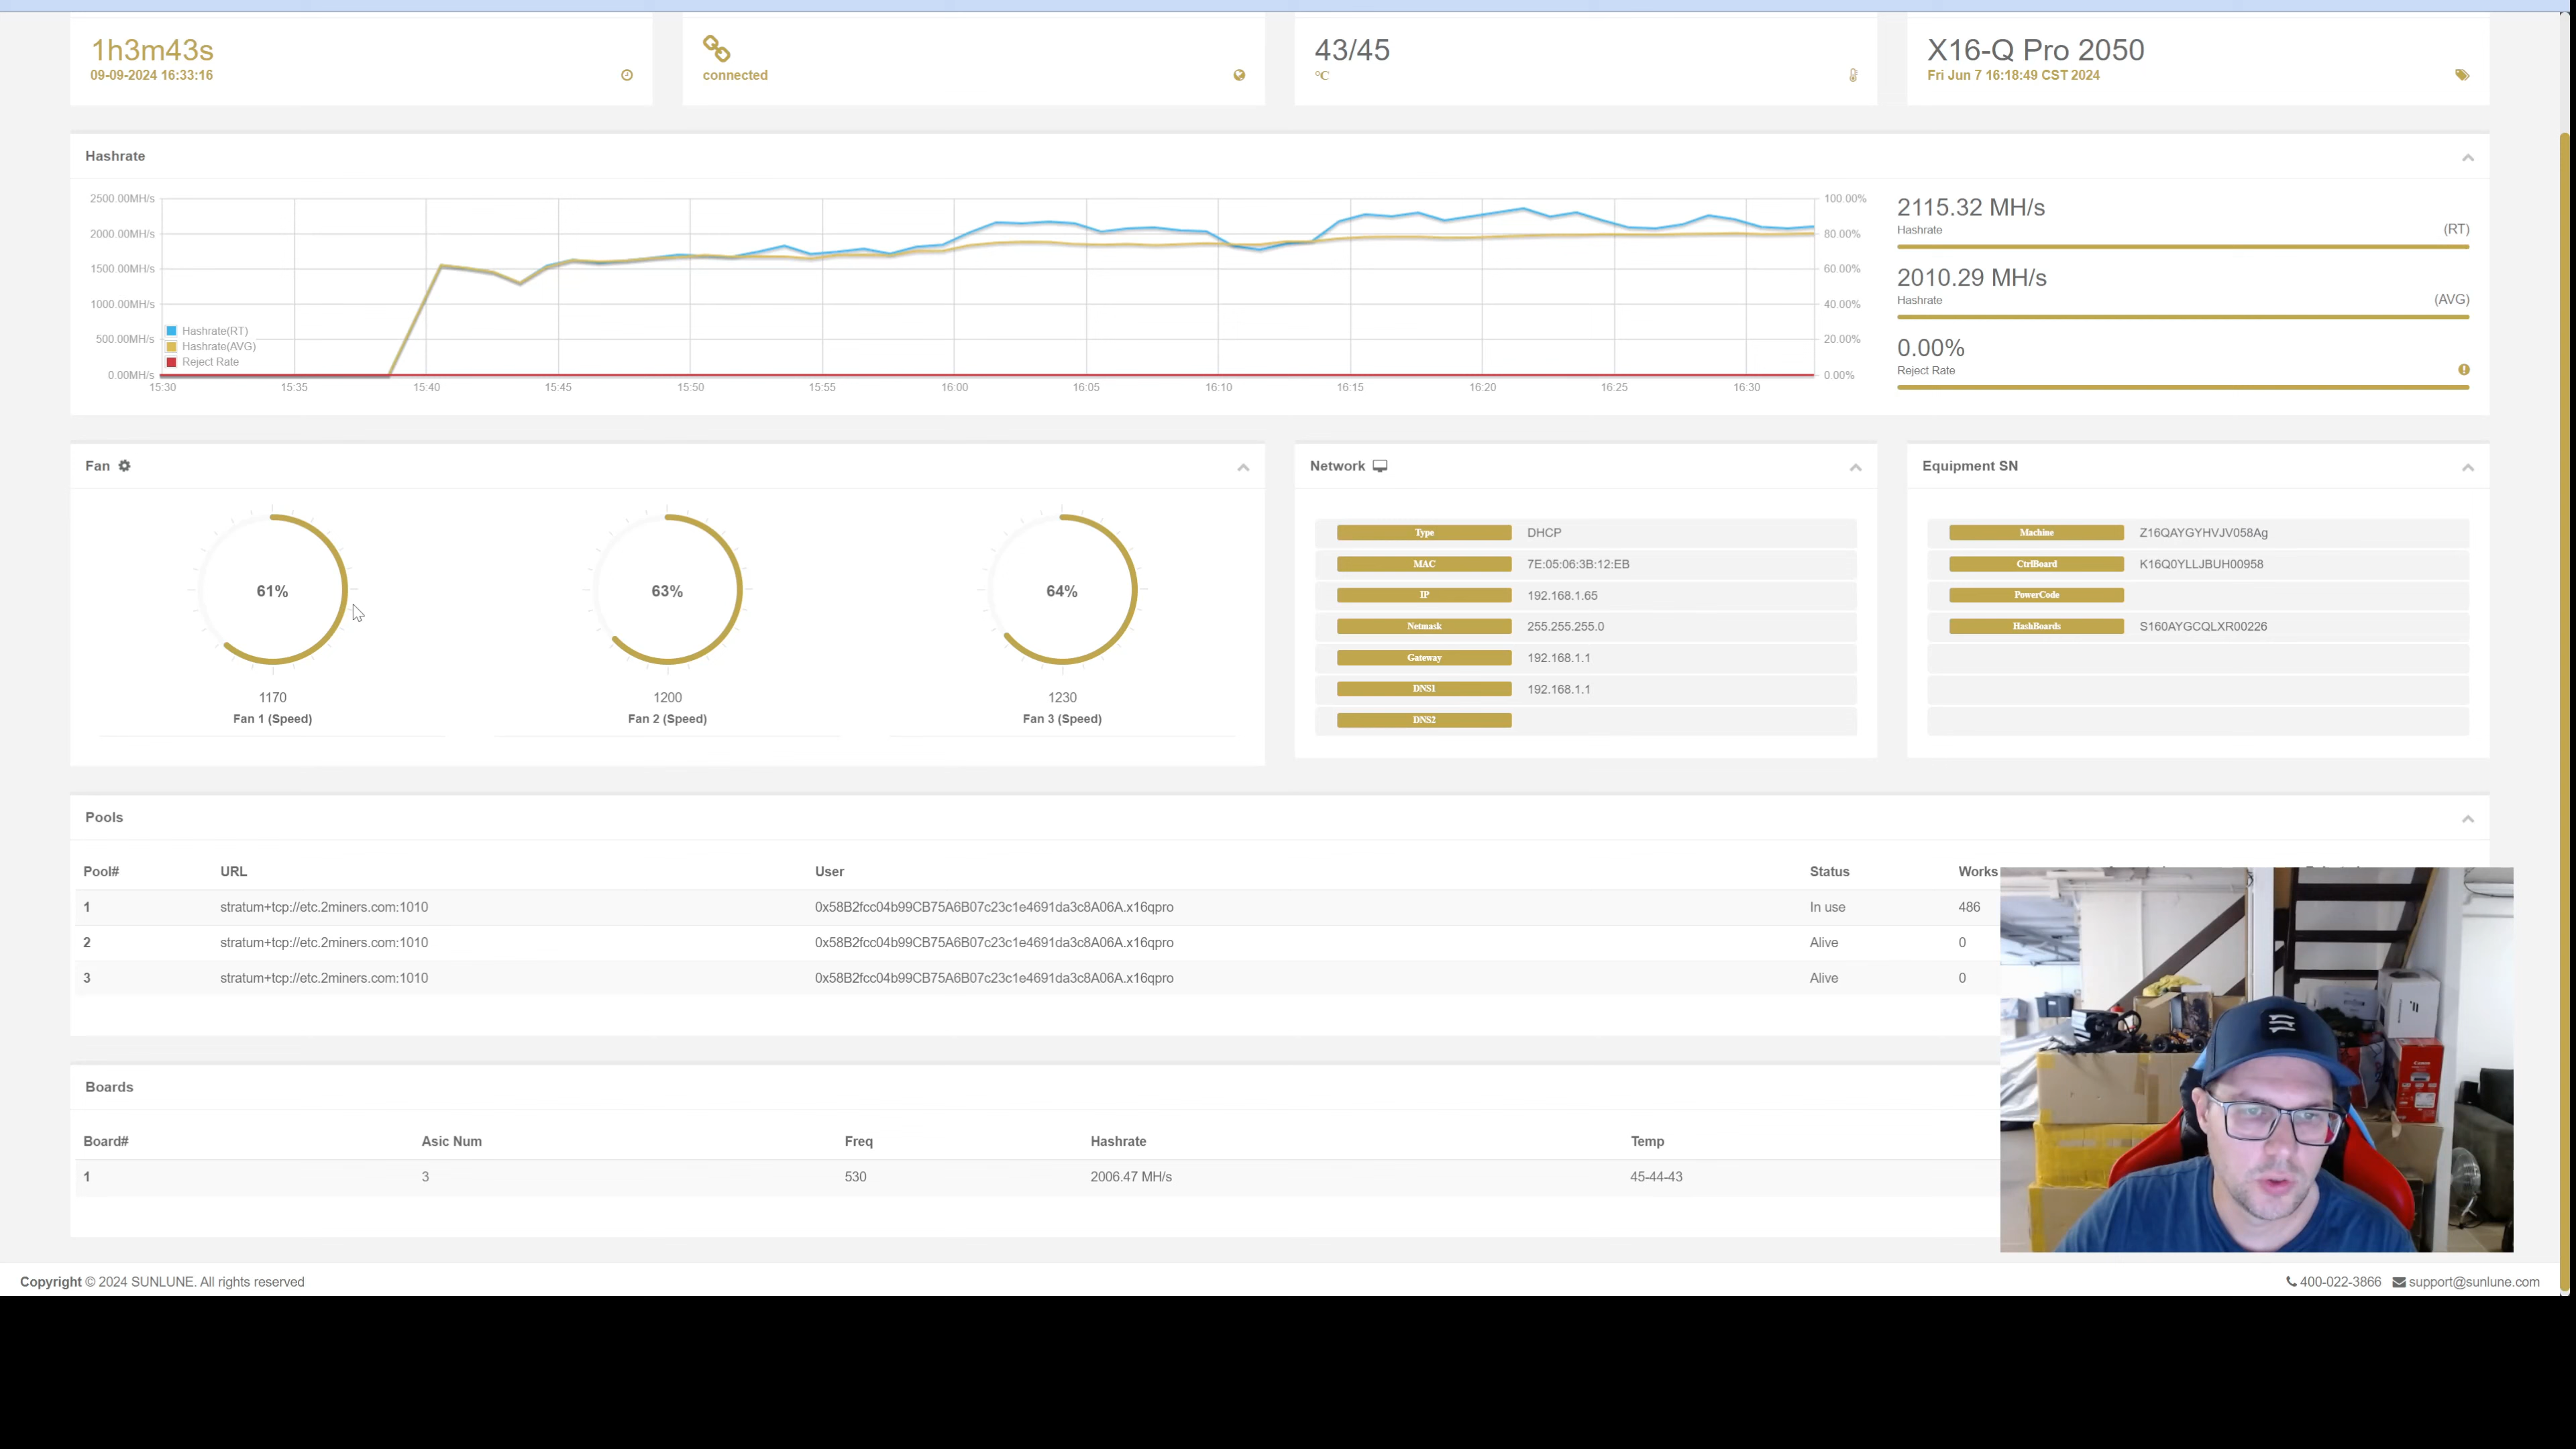 1h3m43s
09-09-2024 16:33:16
connected
43/45
°C
X16-Q Pro 2050
Fri Jun 7 16:18:49 CST 2024
Hashrate
2500.00MH/s
2000.00MH/s
1500.00MH/s
1000.00MH/s
500.00MH/s
0.00MH/s
100.00%
80.00%
60.00%
40.00%
20.00%
0.00%
Hashrate(RT)
Hashrate(AVG)
Reject Rate
15:30 15:35 15:40 15:45 15:50 15:55 16:00 16:05 16:10 16:15 16:20 16:25 16:30
2115.32 MH/s
Hashrate (RT)
2010.29 MH/s
Hashrate (AVG)
0.00%
Reject Rate
Fan
61%
1170
Fan 1 (Speed)
63%
1200
Fan 2 (Speed)
64%
1230
Fan 3 (Speed)
Network
Type DHCP
MAC 7E:05:06:3B:12:EB
IP 192.168.1.65
Netmask 255.255.255.0
Gateway 192.168.1.1
DNS1 192.168.1.1
DNS2
Equipment SN
Machine Z16QAYGYHVJV058Ag
CtrlBoard K16Q0YLLJBUH00958
PowerCode
HashBoards S160AYGCQLXR00226
Pools
Pool# URL User Status Works
1 stratum+tcp://etc.2miners.com:1010 0x58B2fcc04b99CB75A6B07c23c1e4691da3c8A06A.x16qpro In use 486
2 stratum+tcp://etc.2miners.com:1010 0x58B2fcc04b99CB75A6B07c23c1e4691da3c8A06A.x16qpro Alive 0
3 stratum+tcp://etc.2miners.com:1010 0x58B2fcc04b99CB75A6B07c23c1e4691da3c8A06A.x16qpro Alive 0
Boards
Board# Asic Num Freq Hashrate Temp
1 3 530 2006.47 MH/s 45-44-43
Canon
Copyright © 2024 SUNLUNE. All rights reserved
400-022-3866 support@sunlune.com